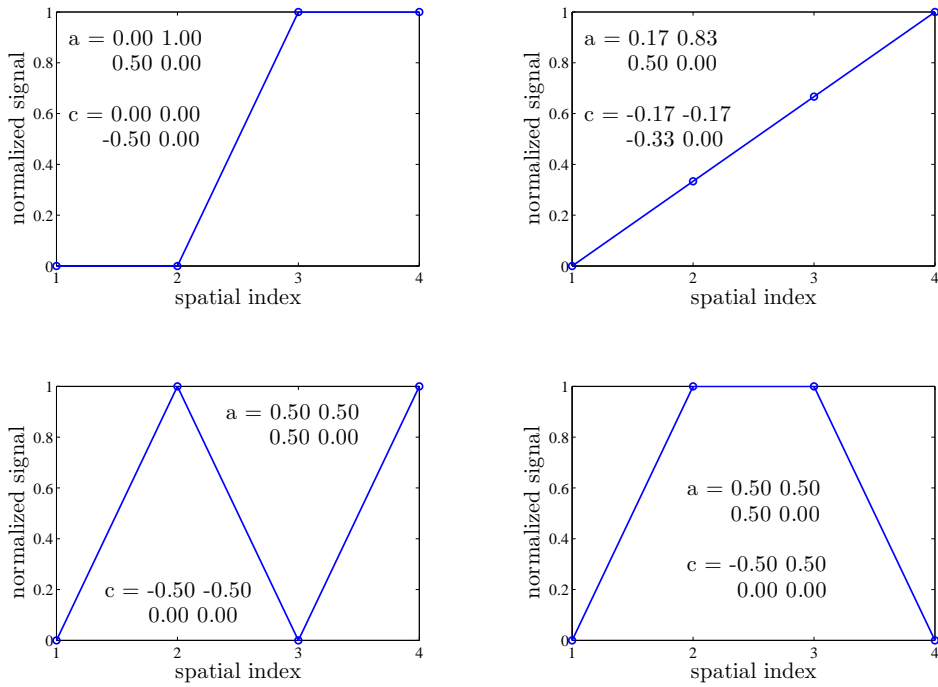 normalized signal
1
0.8
0.6
0.4
0.2
0
a = 0.00 1.00
0.50 0.00
c = 0.00 0.00
-0.50 0.00
1 2 3 4
spatial index
normalized signal
1
0.8
0.6
0.4
0.2
0
a = 0.17 0.83
0.50 0.00
c = -0.17 -0.17
-0.33 0.00
1 2 3 4
spatial index
normalized signal
1
0.8
0.6
0.4
0.2
0
a = 0.50 0.50
0.50 0.00
c = -0.50 -0.50
0.00 0.00
1 2 3 4
spatial index
normalized signal
1
0.8
0.6
0.4
0.2
0
a = 0.50 0.50
0.50 0.00
c = -0.50 0.50
0.00 0.00
1 2 3 4
spatial index